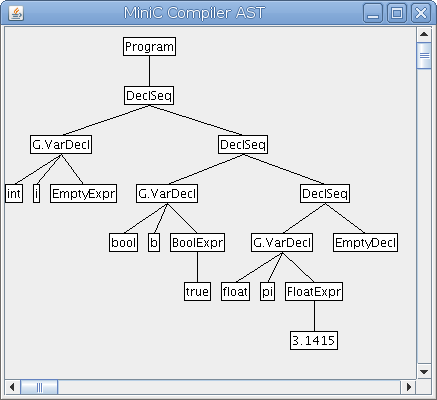 MiniC Compiler AST
Program
DeclSeq
G.VarDecl DeclSeq
int i EmptyExpr G.VarDecl DeclSeq
bool b BoolExpr G.VarDecl EmptyDecl
true float pi FloatExpr
3.1415